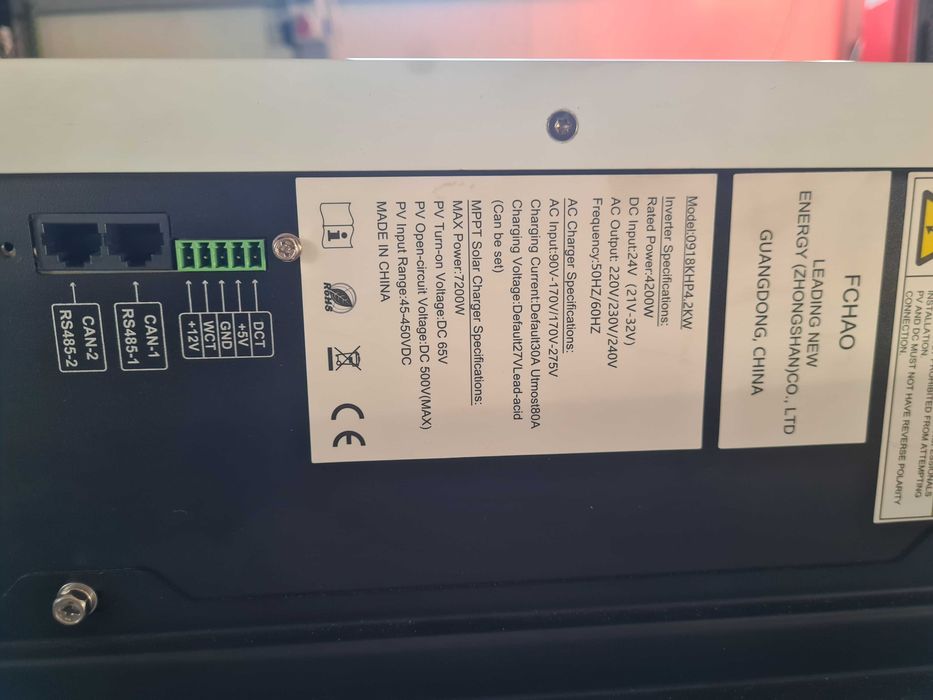 INSTALLATION
PROHIBITED FROM ATTEMPTING
PV AND DC MUST NOT HAVE REVERSE POLARITY
CONNECTION.
FCHAO
LEADING NEW
ENERGY (ZHONGSHAN)CO., LTD
GUANGDONG, CHINA
Model:0918KHP4.2KW
Inverter Specifications:
Rated Power:4200W
DC Input:24V (21V-32V)
AC Output: 220V/230V/240V
Frequency:50HZ/60HZ
AC Charger Specifications:
AC Input:90V-170V/170V-275V
Charging Current:Default30A Utmost80A
Charging Voltage:Default27V/Lead-acid
(Can be set)
MPPT Solar Charger Specifications:
MAX Power:7200W
PV Turn-on Voltage:DC 65V
PV Open-circuit Voltage:DC 500V(MAX)
PV Input Range:45-450VDC
MADE IN CHINA
RoHS
CE
DCT
+5V
GND
WCT
+12V
CAN-1
RS485-1
CAN-2
RS485-2